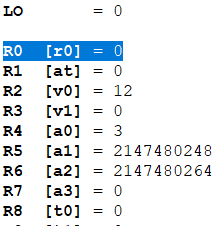 LO = 0
R0 [r0] = 0
R1 [at] = 0
R2 [v0] = 12
R3 [v1] = 0
R4 [a0] = 3
R5 [a1] = 2147480248
R6 [a2] = 2147480264
R7 [a3] = 0
R8 [t0] = 0